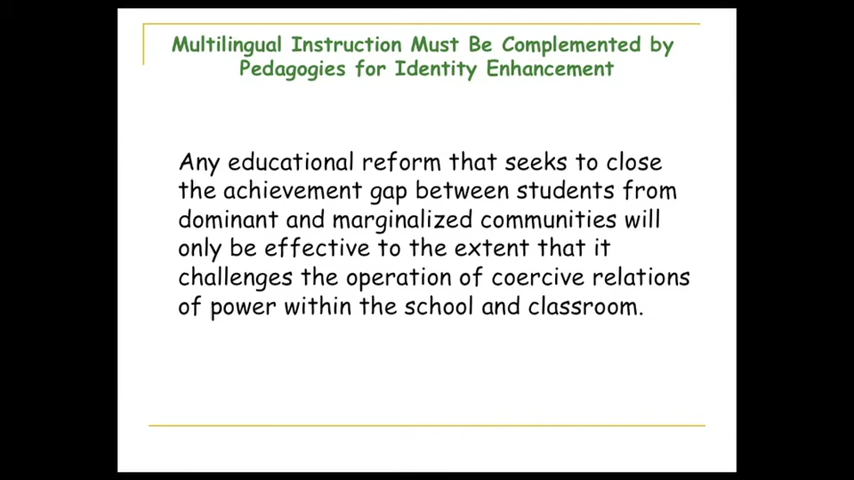 Multilingual Instruction Must Be Complemented by
Pedagogies for Identity Enhancement
Any educational reform that seeks to close
the achievement gap between students from
dominant and marginalized communities will
only be effective to the extent that it
challenges the operation of coercive relations
of power within the school and classroom.